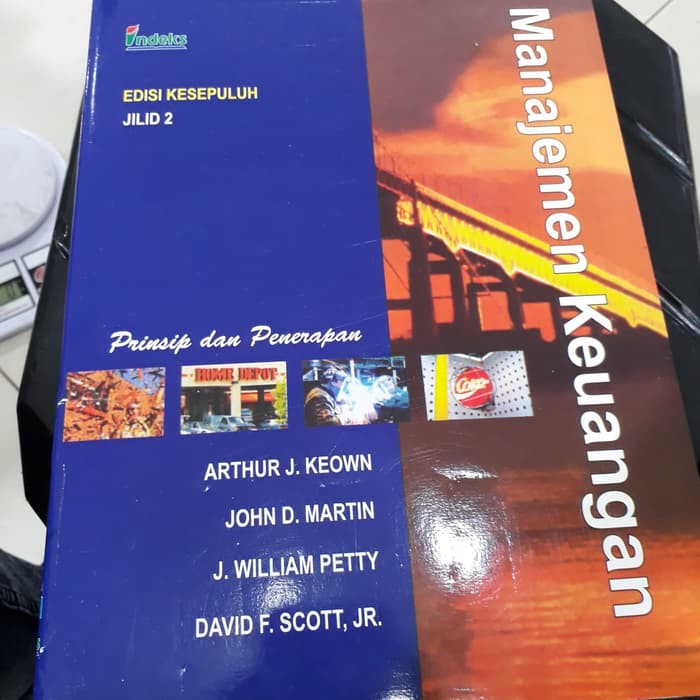 indeks
EDISI KESEPULUH
JILID 2
Manajemen Keuangan
Prinsip dan Penerapan
HOME DEPOT
Coke
ARTHUR J. KEOWN
JOHN D. MARTIN
J. WILLIAM PETTY
DAVID F. SCOTT, JR.